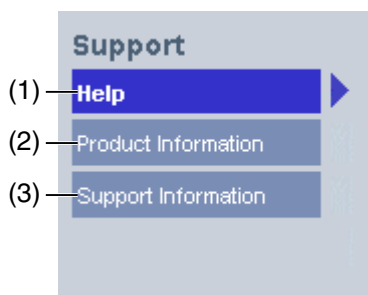 Support
(1) Help
(2) Product Information
(3) Support Information